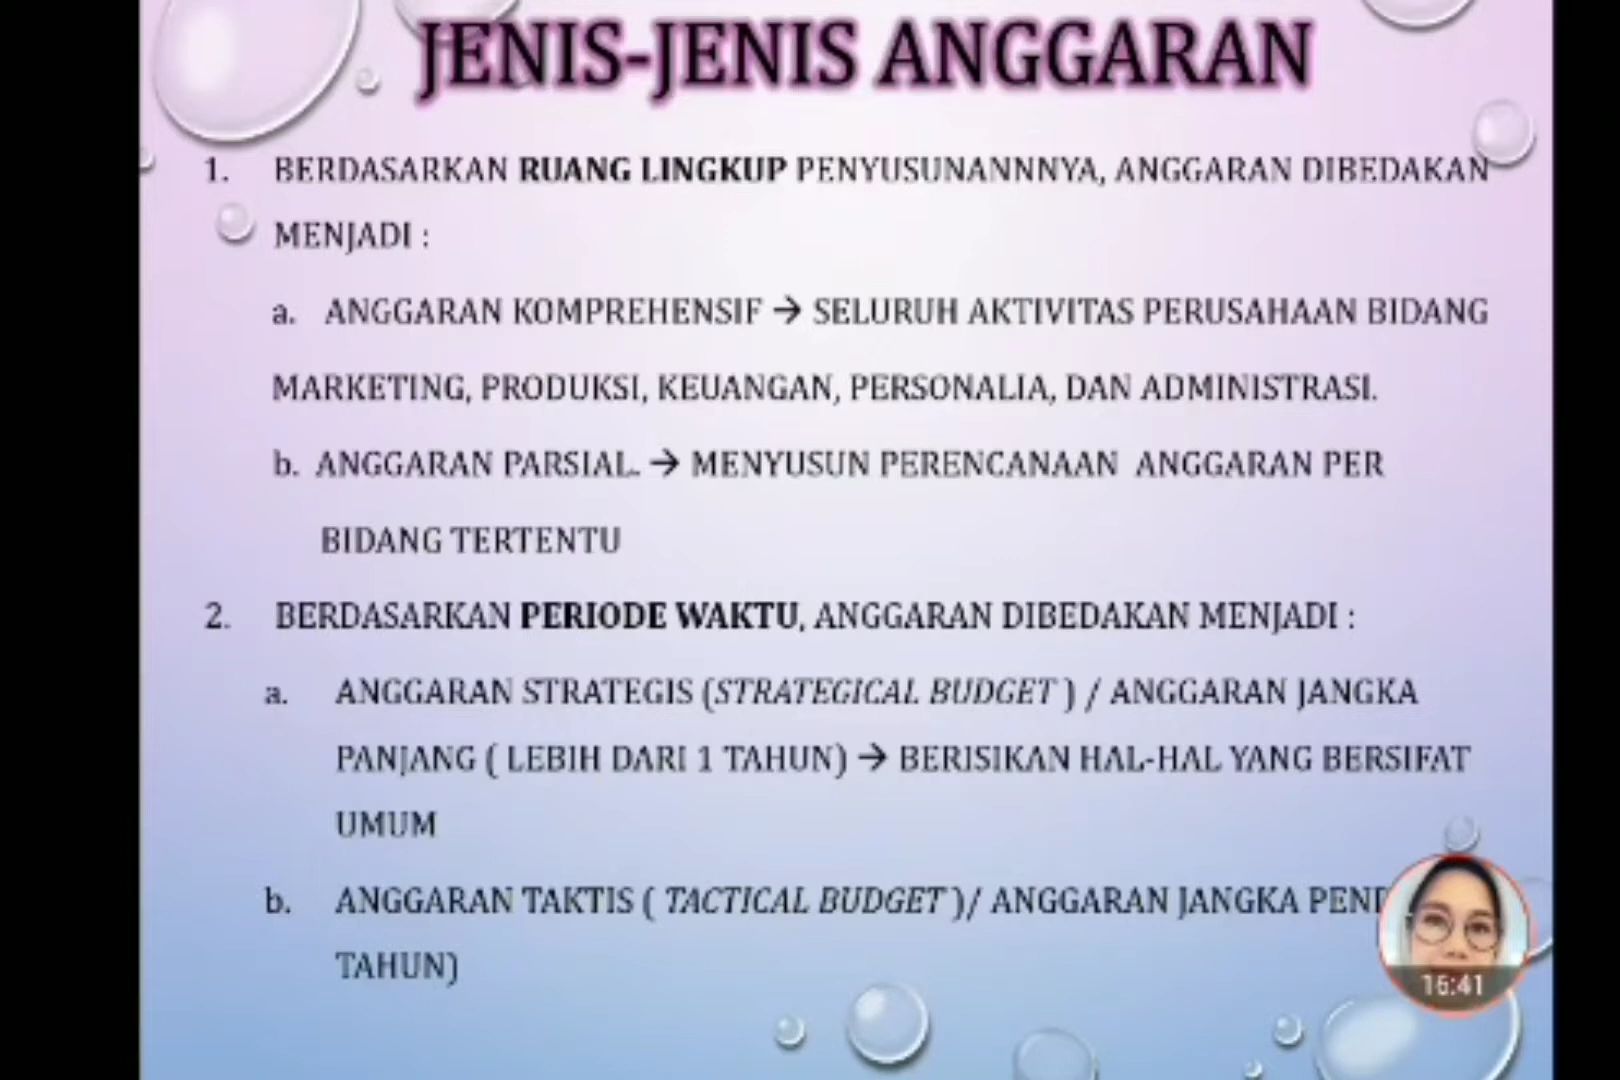 JENIS-JENIS ANGGARAN
1. BERDASARKAN RUANG LINGKUP PENYUSUNANNNYA, ANGGARAN DIBEDAKAN
MENJADI :
a. ANGGARAN KOMPREHENSIF → SELURUH AKTIVITAS PERUSAHAAN BIDANG
MARKETING, PRODUKSI, KEUANGAN, PERSONALIA, DAN ADMINISTRASI.
b. ANGGARAN PARSIAL. → MENYUSUN PERENCANAAN ANGGARAN PER
BIDANG TERTENTU
2. BERDASARKAN PERIODE WAKTU, ANGGARAN DIBEDAKAN MENJADI :
a. ANGGARAN STRATEGIS (STRATEGICAL BUDGET ) / ANGGARAN JANGKA
PANJANG ( LEBIH DARI 1 TAHUN) → BERISIKAN HAL-HAL YANG BERSIFAT
UMUM
b. ANGGARAN TAKTIS ( TACTICAL BUDGET )/ ANGGARAN JANGKA
TAHUN)
16:41